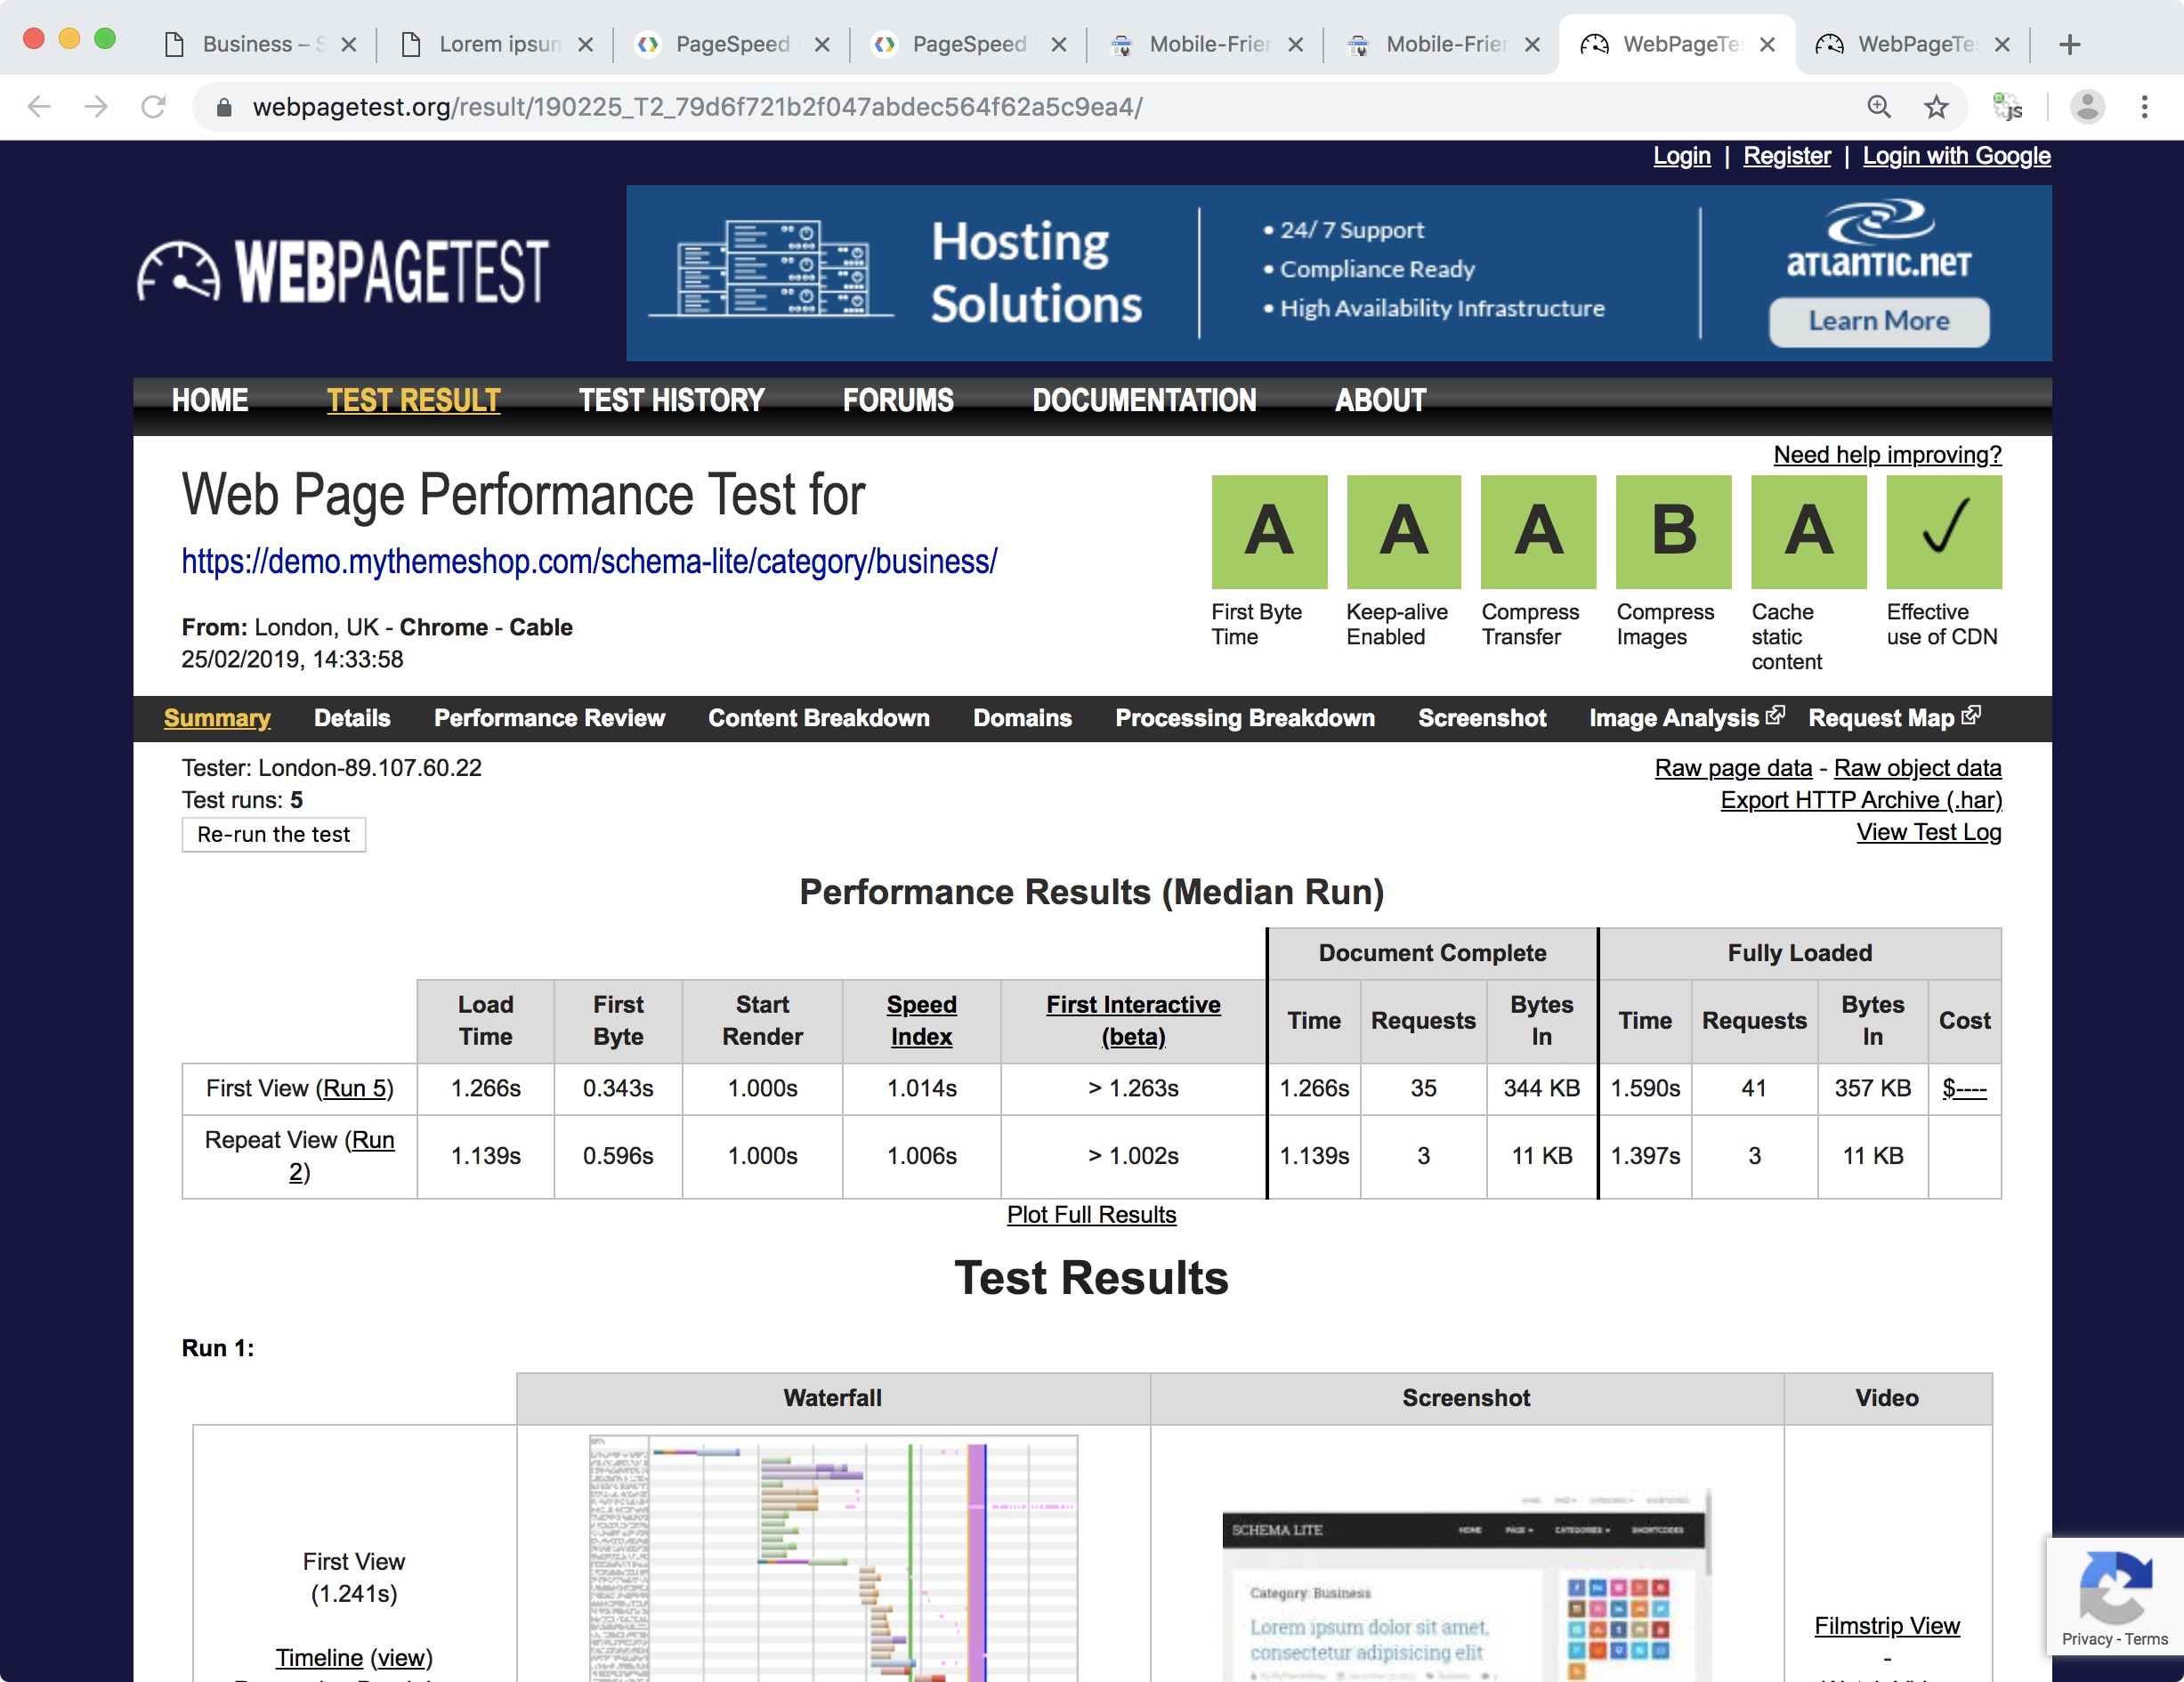 Business – S
Lorem ipsum
PageSpeed
PageSpeed
Mobile-Frien
Mobile-Frien
WebPageTes
WebPageTes
webpagetest.org/result/190225_T2_79d6f721b2f047abdec564f62a5c9ea4/
JS
Login | Register | Login with Google
WEBPAGETEST
Hosting
Solutions
• 24/ 7 Support
• Compliance Ready
• High Availability Infrastructure
ATLANTIC.NET
Learn More
HOME TEST RESULT TEST HISTORY FORUMS DOCUMENTATION ABOUT
Need help improving?
Web Page Performance Test for
https://demo.mythemeshop.com/schema-lite/category/business/
From: London, UK - Chrome - Cable
25/02/2019, 14:33:58
A A A B A ✓
First Byte Time
Keep-alive Enabled
Compress Transfer
Compress Images
Cache static content
Effective use of CDN
Summary Details Performance Review Content Breakdown Domains Processing Breakdown Screenshot Image Analysis Request Map
Tester: London-89.107.60.22
Test runs: 5
Re-run the test
Raw page data - Raw object data
Export HTTP Archive (.har)
View Test Log
Performance Results (Median Run)
Document Complete Fully Loaded
Load Time First Byte Start Render Speed Index First Interactive (beta) Time Requests Bytes In Time Requests Bytes In Cost
First View (Run 5) 1.266s 0.343s 1.000s 1.014s > 1.263s 1.266s 35 344 KB 1.590s 41 357 KB $----
Repeat View (Run 2) 1.139s 0.596s 1.000s 1.006s > 1.002s 1.139s 3 11 KB 1.397s 3 11 KB
Plot Full Results
Test Results
Run 1:
Waterfall Screenshot Video
First View
(1.241s)
Timeline (view)
SCHEMA LITE
HOME PAGE CATEGORIES SHORTCODES
Category: Business
Lorem ipsum dolor sit amet,
consectetur adipisicing elit
Filmstrip View
-
Privacy - Terms